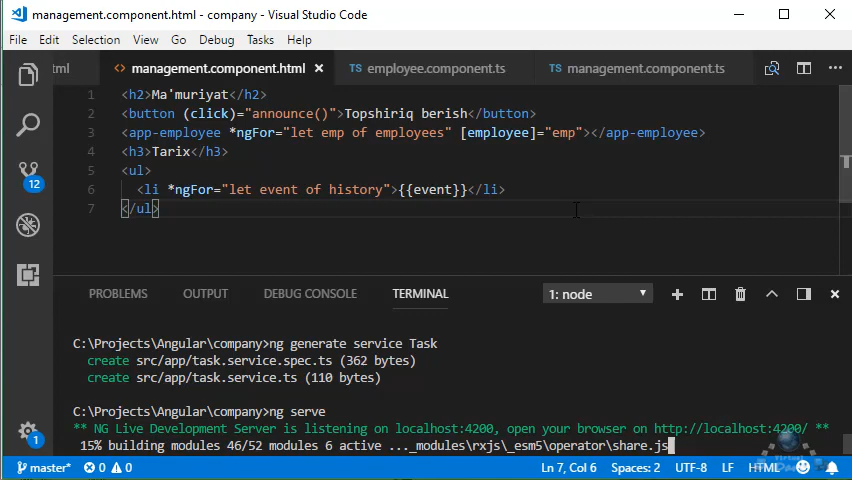 management.component.html - company - Visual Studio Code
File Edit Selection View Go Debug Tasks Help
tml management.component.html × TS employee.component.ts TS management.component.ts
1 <h2>Ma'muriyat</h2>
2 <button (click)="announce()">Topshiriq berish</button>
3 <app-employee *ngFor="let emp of employees" [employee]="emp"></app-employee>
4 <h3>Tarix</h3>
5 <ul>
6 <li *ngFor="let event of history">{{event}}</li>
7 </ul>
12
PROBLEMS OUTPUT DEBUG CONSOLE TERMINAL 1: node
C:\Projects\Angular\company>ng generate service Task
create src/app/task.service.spec.ts (362 bytes)
create src/app/task.service.ts (110 bytes)
C:\Projects\Angular\company>ng serve
** NG Live Development Server is listening on localhost:4200, open your browser on http://localhost:4200/ **
15% building modules 46/52 modules 6 active ..._modules\rxjs\_esm5\operator\share.js
1
master* 0 0 Ln 7, Col 6 Spaces: 2 UTF-8 LF HTML